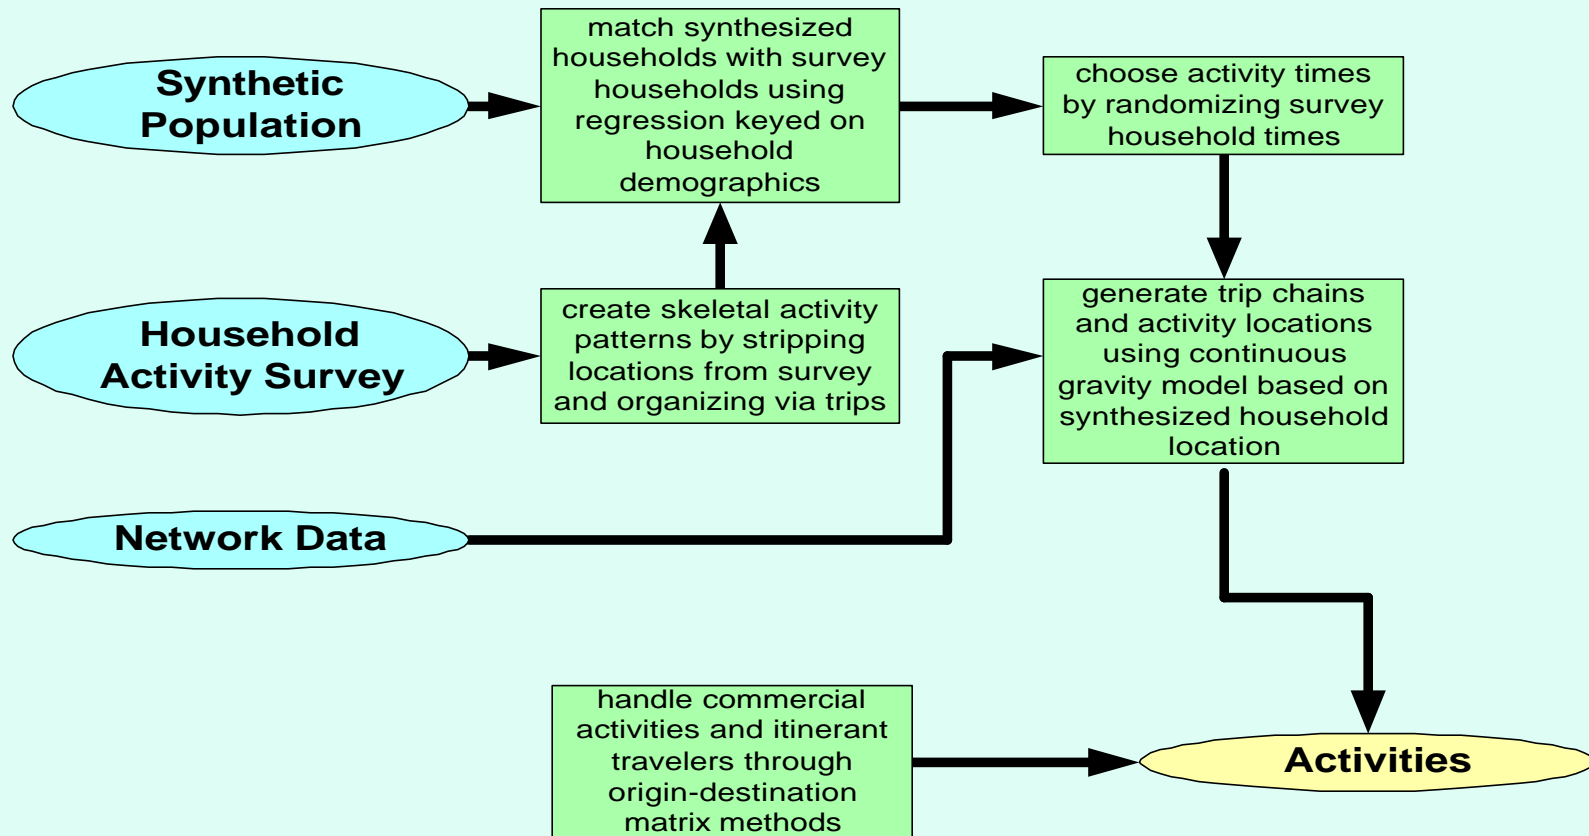 Synthetic
Population
match synthesized
households with survey
households using
regression keyed on
household
demographics
choose activity times
by randomizing survey
household times
Household
Activity Survey
create skeletal activity
patterns by stripping
locations from survey
and organizing via trips
generate trip chains
and activity locations
using continuous
gravity model based on
synthesized household
location
Network Data
handle commercial
activities and itinerant
travelers through
origin-destination
matrix methods
Activities